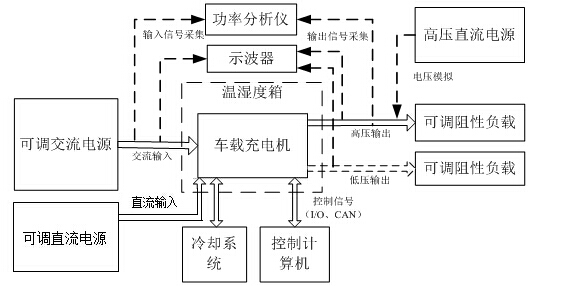 功率分析仪
高压直流电源
输入信号采集
输出信号采集
示波器
电压模拟
温湿度箱
可调交流电源
车载充电机
可调阻性负载
交流输入
高压输出
可调阻性负载
低压输出
直流输入
控制信号
（I/O、CAN）
可调直流电源
冷却系
统
控制计
算机